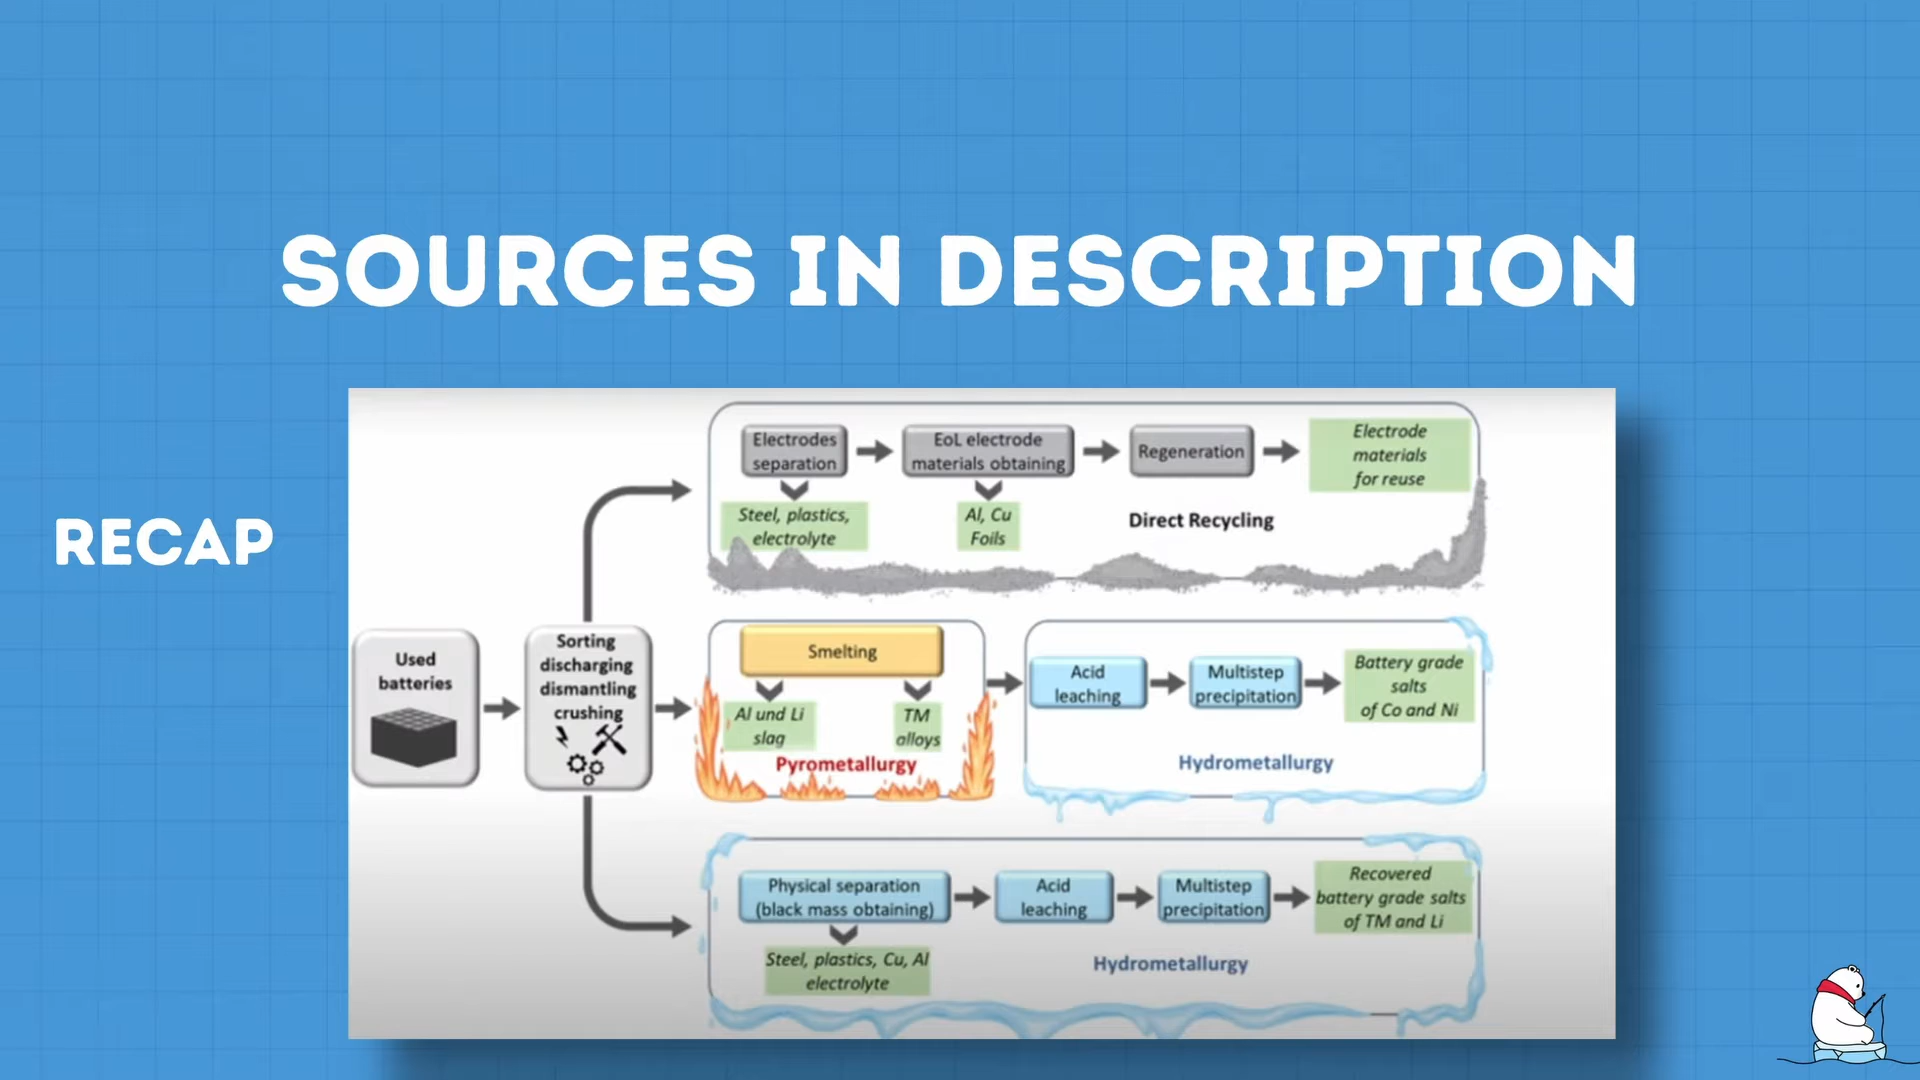 SOURCES IN DESCRIPTION
RECAP
Used
batteries
Sorting
discharging
dismantling
crushing
Electrodes
separation
EoL electrode
materials obtaining
Regeneration
Electrode
materials
for reuse
Steel, plastics,
electrolyte
Al, Cu
Foils
Direct Recycling
Smelting
Al und Li
slag
TM
alloys
Pyrometallurgy
Acid
leaching
Multistep
precipitation
Battery grade
salts
of Co and Ni
Hydrometallurgy
Physical separation
(black mass obtaining)
Acid
leaching
Multistep
precipitation
Recovered
battery grade salts
of TM and Li
Steel, plastics, Cu, Al
electrolyte
Hydrometallurgy